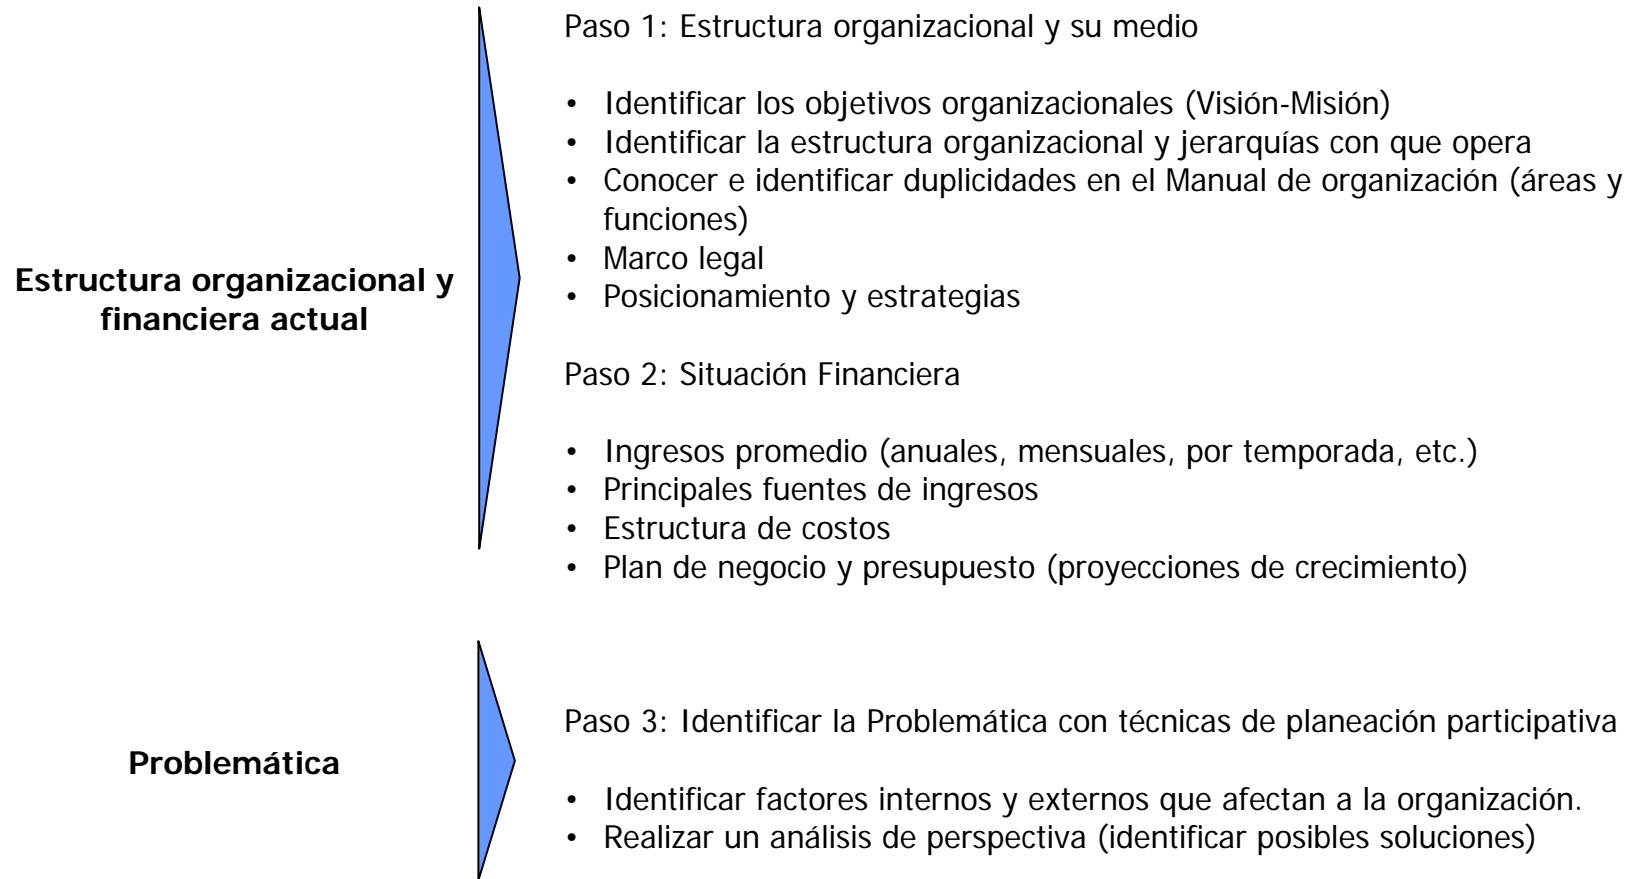 Paso 1: Estructura organizacional y su medio
• Identificar los objetivos organizacionales (Visión-Misión)
• Identificar la estructura organizacional y jerarquías con que opera
• Conocer e identificar duplicidades en el Manual de organización (áreas y
funciones)
• Marco legal
• Posicionamiento y estrategias
Estructura organizacional y
financiera actual
Paso 2: Situación Financiera
• Ingresos promedio (anuales, mensuales, por temporada, etc.)
• Principales fuentes de ingresos
• Estructura de costos
• Plan de negocio y presupuesto (proyecciones de crecimiento)
Problemática
Paso 3: Identificar la Problemática con técnicas de planeación participativa
• Identificar factores internos y externos que afectan a la organización.
• Realizar un análisis de perspectiva (identificar posibles soluciones)